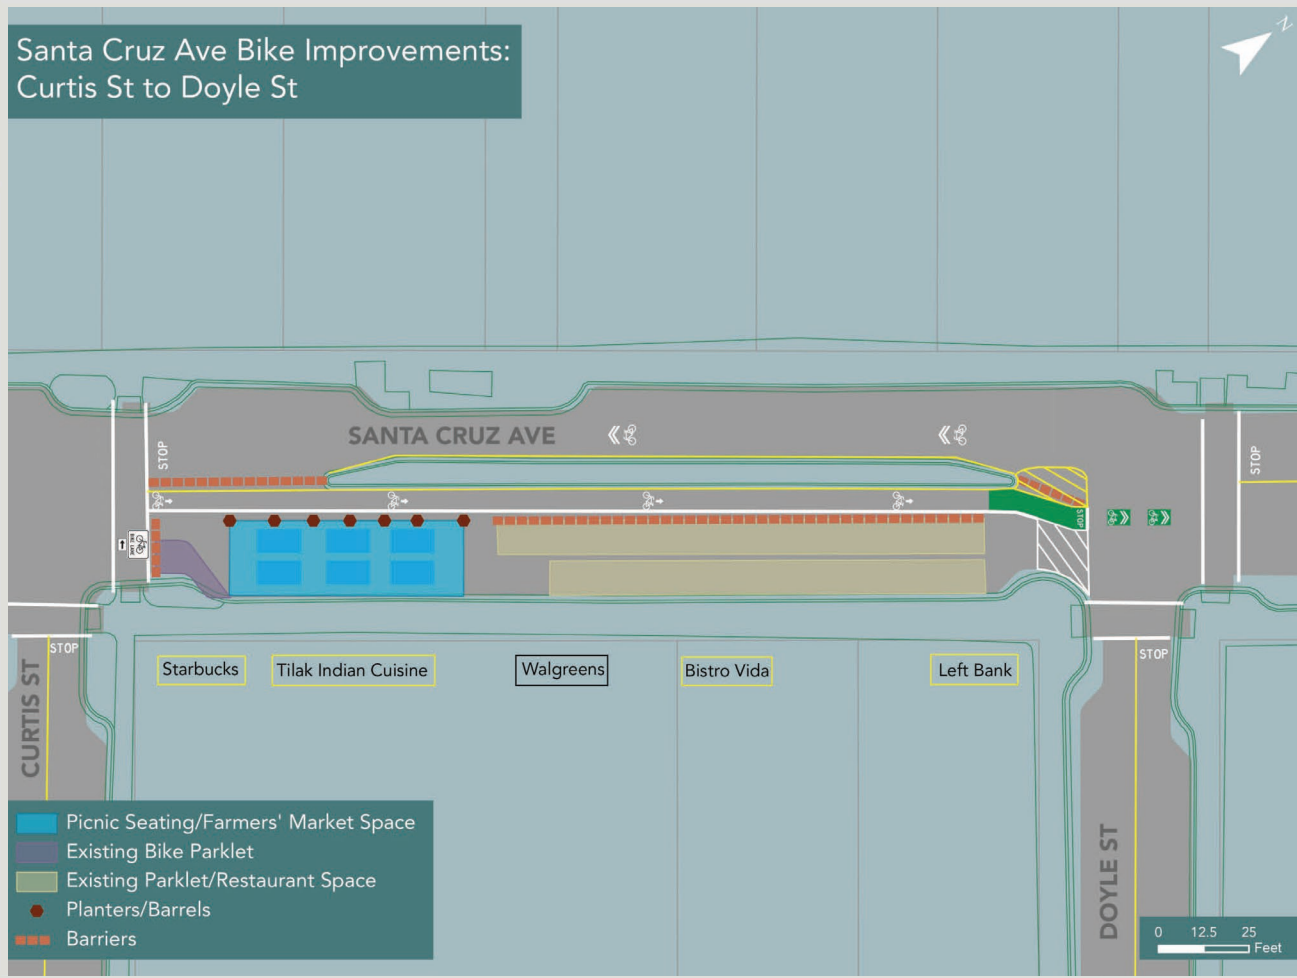 Santa Cruz Ave Bike Improvements:
Curtis St to Doyle St
N
SANTA CRUZ AVE
STOP
STOP
STOP
BIKE LANE
STOP
STOP
CURTIS ST
Starbucks
Tilak Indian Cuisine
Walgreens
Bistro Vida
Left Bank
DOYLE ST
Picnic Seating/Farmers' Market Space
Existing Bike Parklet
Existing Parklet/Restaurant Space
Planters/Barrels
Barriers
0 12.5 25
Feet